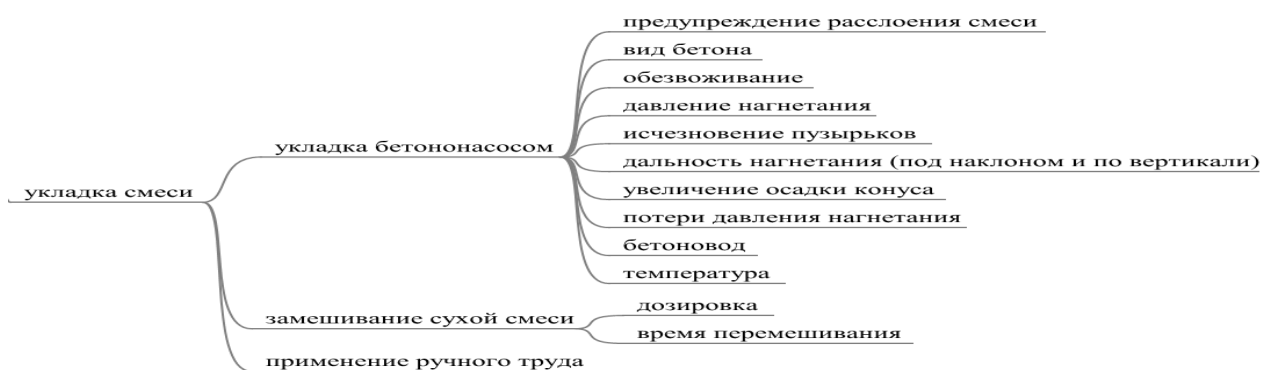 предупреждение расслоения смеси
вид бетона
обезвоживание
давление нагнетания
укладка бетононасосом
исчезновение пузырьков
дальность нагнетания (под наклоном и по вертикали)
укладка смеси
увеличение осадки конуса
потери давления нагнетания
бетоновод
температура
замешивание сухой смеси
дозировка
время перемешивания
применение ручного труда